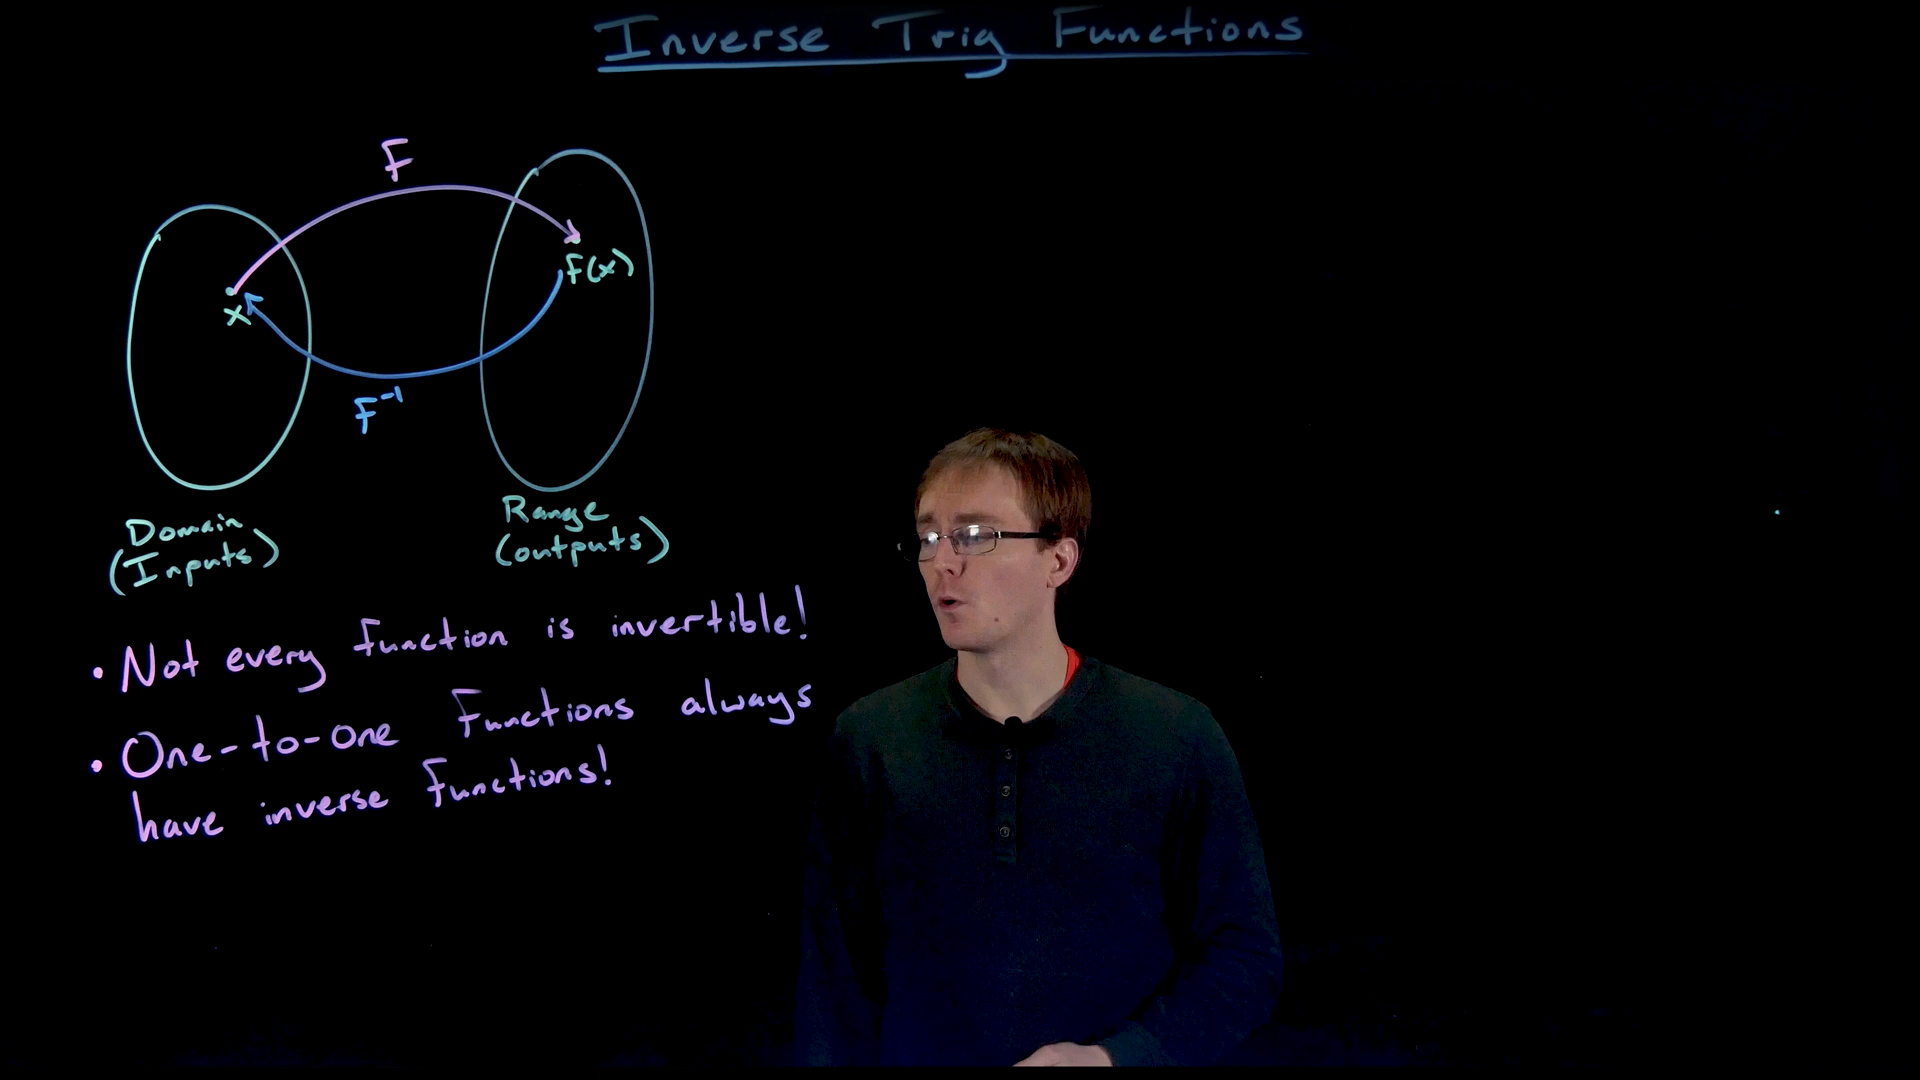 Inverse Trig Functions
F
f(x)
x
F⁻¹
Domain
(Inputs)
Range
(outputs)
• Not every function is invertible!
• One-to-one Functions always
have inverse functions!